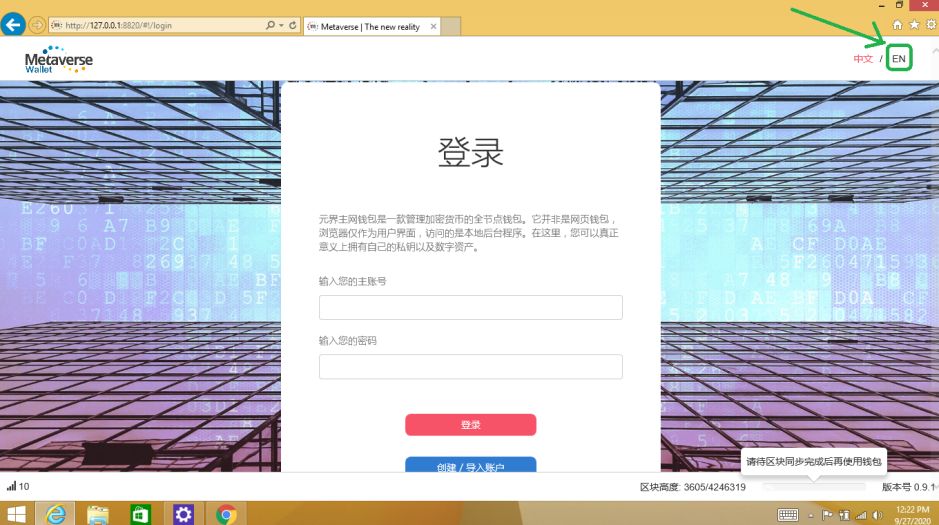 http://127.0.0.1:8820/#!/login
Metaverse | The new reality
Metaverse
Wallet
中文 / EN
登录
元界主网钱包是一款管理加密货币的全节点钱包。它并非是网页钱包，
浏览器仅作为用户界面，访问的是本地后台程序。在这里，您可以真正
意义上拥有自己的私钥以及数字资产。
输入您的主账号
输入您的密码
登录
创建 / 导入账户
请待区块同步完成后再使用钱包
10
区块高度: 3605/4246319
版本号 0.9.1
12:22 PM
9/27/2020